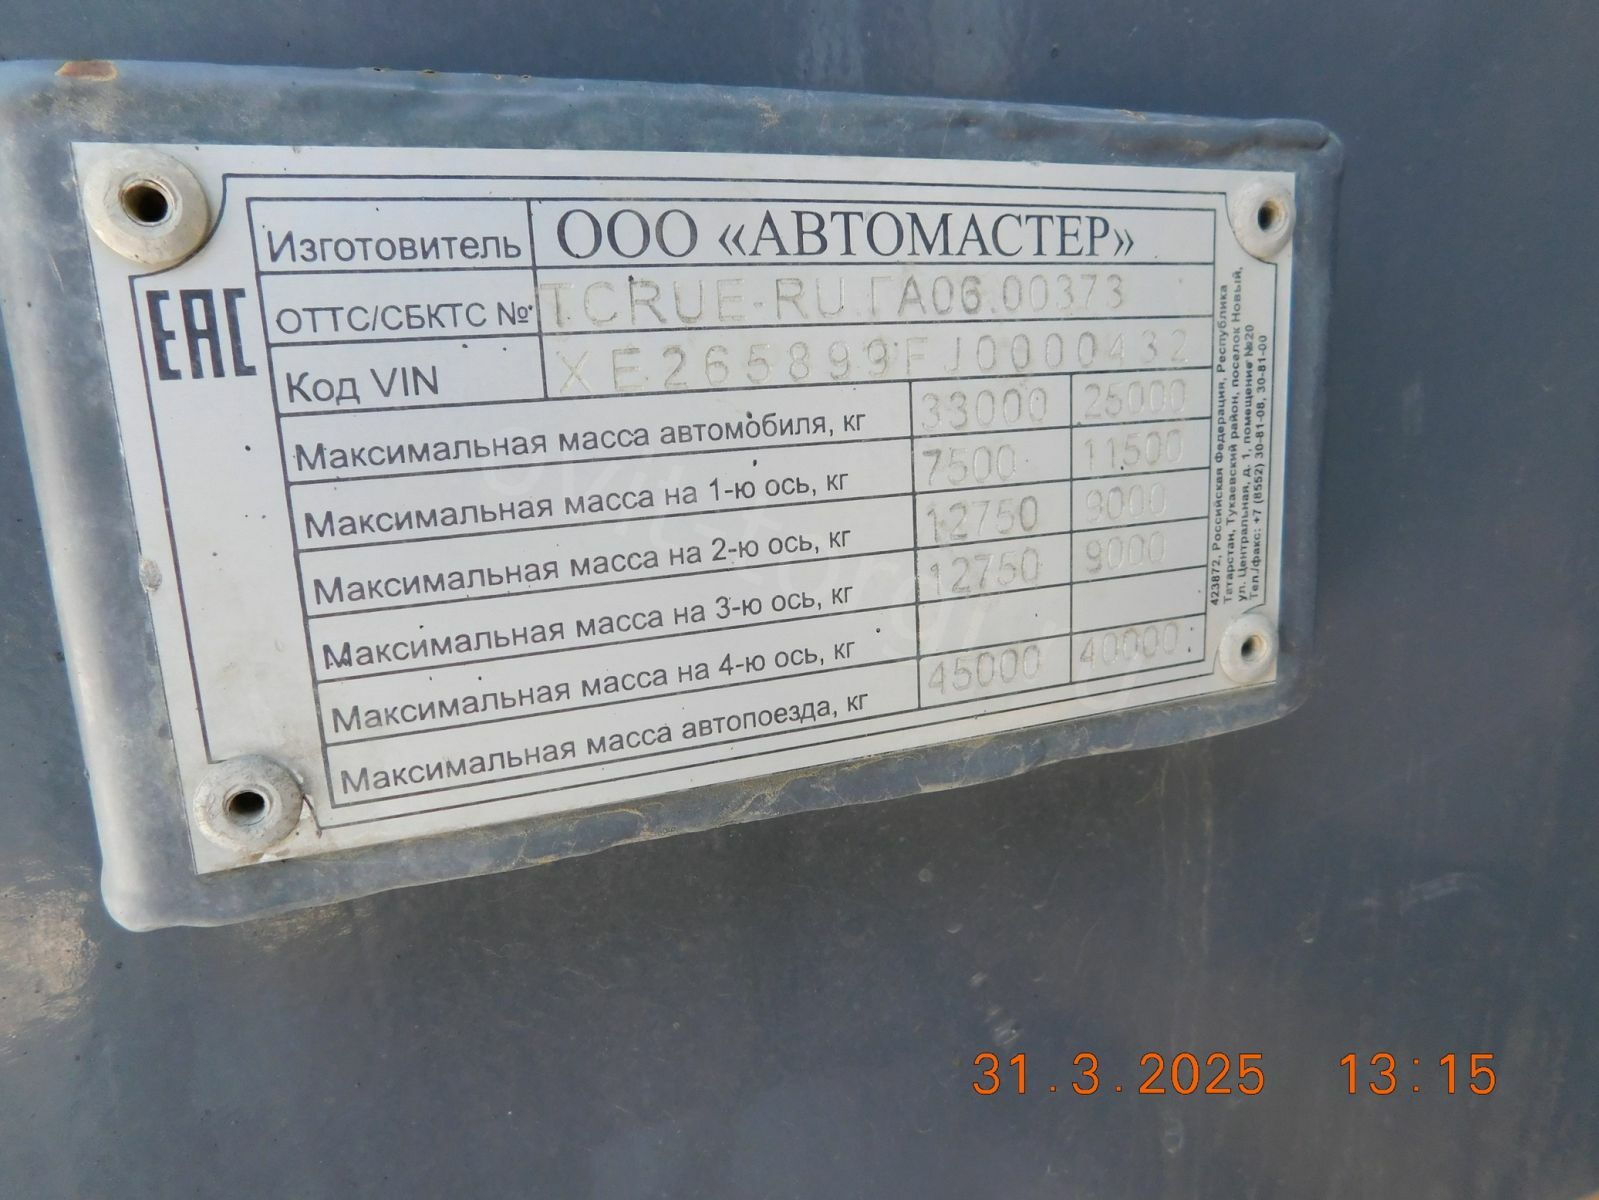 Изготовитель ООО «АВТОМАСТЕР»
ЕАС
ОТТС/СБКТС № TCRUE-RU.ГА06.00373
Код VIN XE265899FJ0000432
Максимальная масса автомобиля, кг 33000 25000
Максимальная масса на 1-ю ось, кг 7500 11500
Максимальная масса на 2-ю ось, кг 12750 9000
Максимальная масса на 3-ю ось, кг 12750 9000
Максимальная масса на 4-ю ось, кг
Максимальная масса автопоезда, кг 45000 40000
423872, Российская Федерация, Республика
Татарстан, Тукаевский район, поселок Новый,
ул. Центральная, д. 1, помещение №20
Тел./факс: +7 (8552) 30-81-08, 30-81-00
31.3.2025 13:15